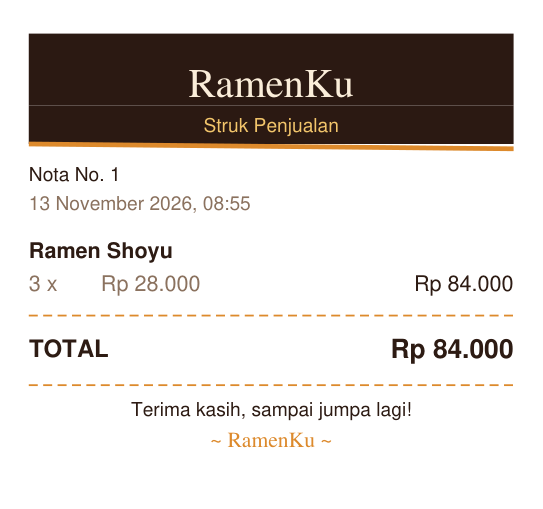 RamenKu
Struk Penjualan
Nota No. 1
13 November 2026, 08:55
Ramen Shoyu
3 x Rp 28.000 Rp 84.000
TOTAL Rp 84.000
Terima kasih, sampai jumpa lagi!
~ RamenKu ~